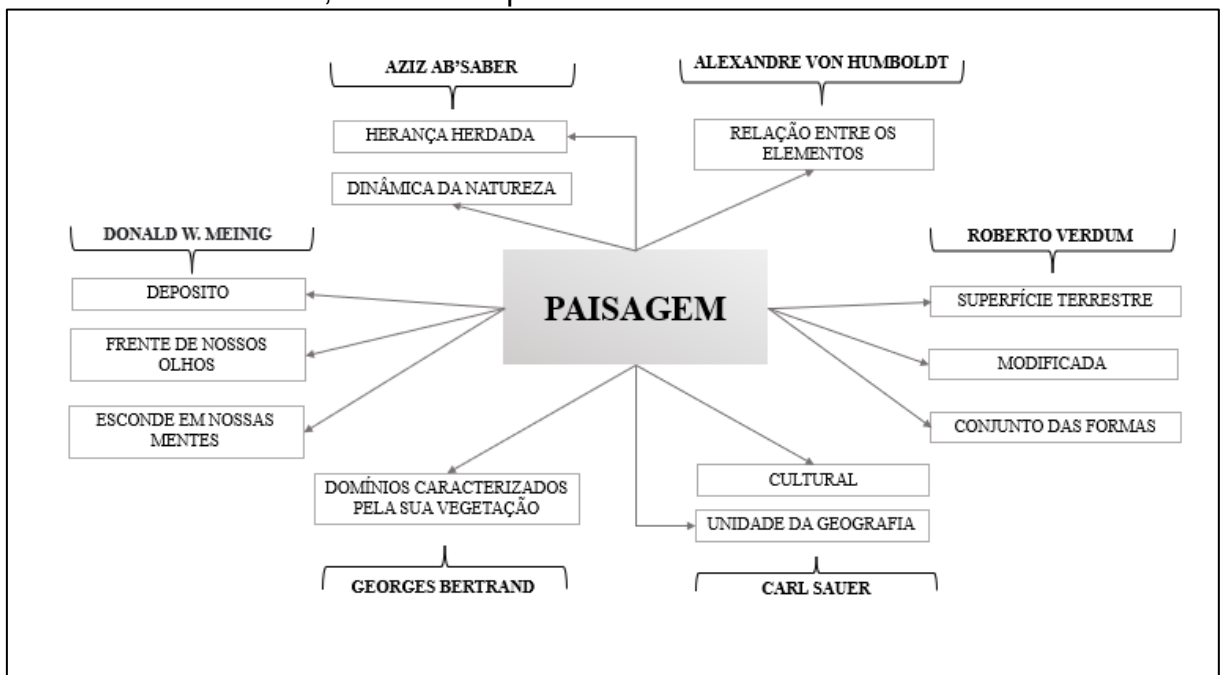 AZIZ AB’SABER
ALEXANDRE VON HUMBOLDT
HERANÇA HERDADA
RELAÇÃO ENTRE OS
ELEMENTOS
DINÂMICA DA NATUREZA
DONALD W. MEINIG
ROBERTO VERDUM
DEPOSITO
SUPERFÍCIE TERRESTRE
PAISAGEM
FRENTE DE NOSSOS
OLHOS
MODIFICADA
ESCONDE EM NOSSAS
MENTES
CONJUNTO DAS FORMAS
DOMÍNIOS CARACTERIZADOS
PELA SUA VEGETAÇÃO
CULTURAL
UNIDADE DA GEOGRAFIA
GEORGES BERTRAND
CARL SAUER